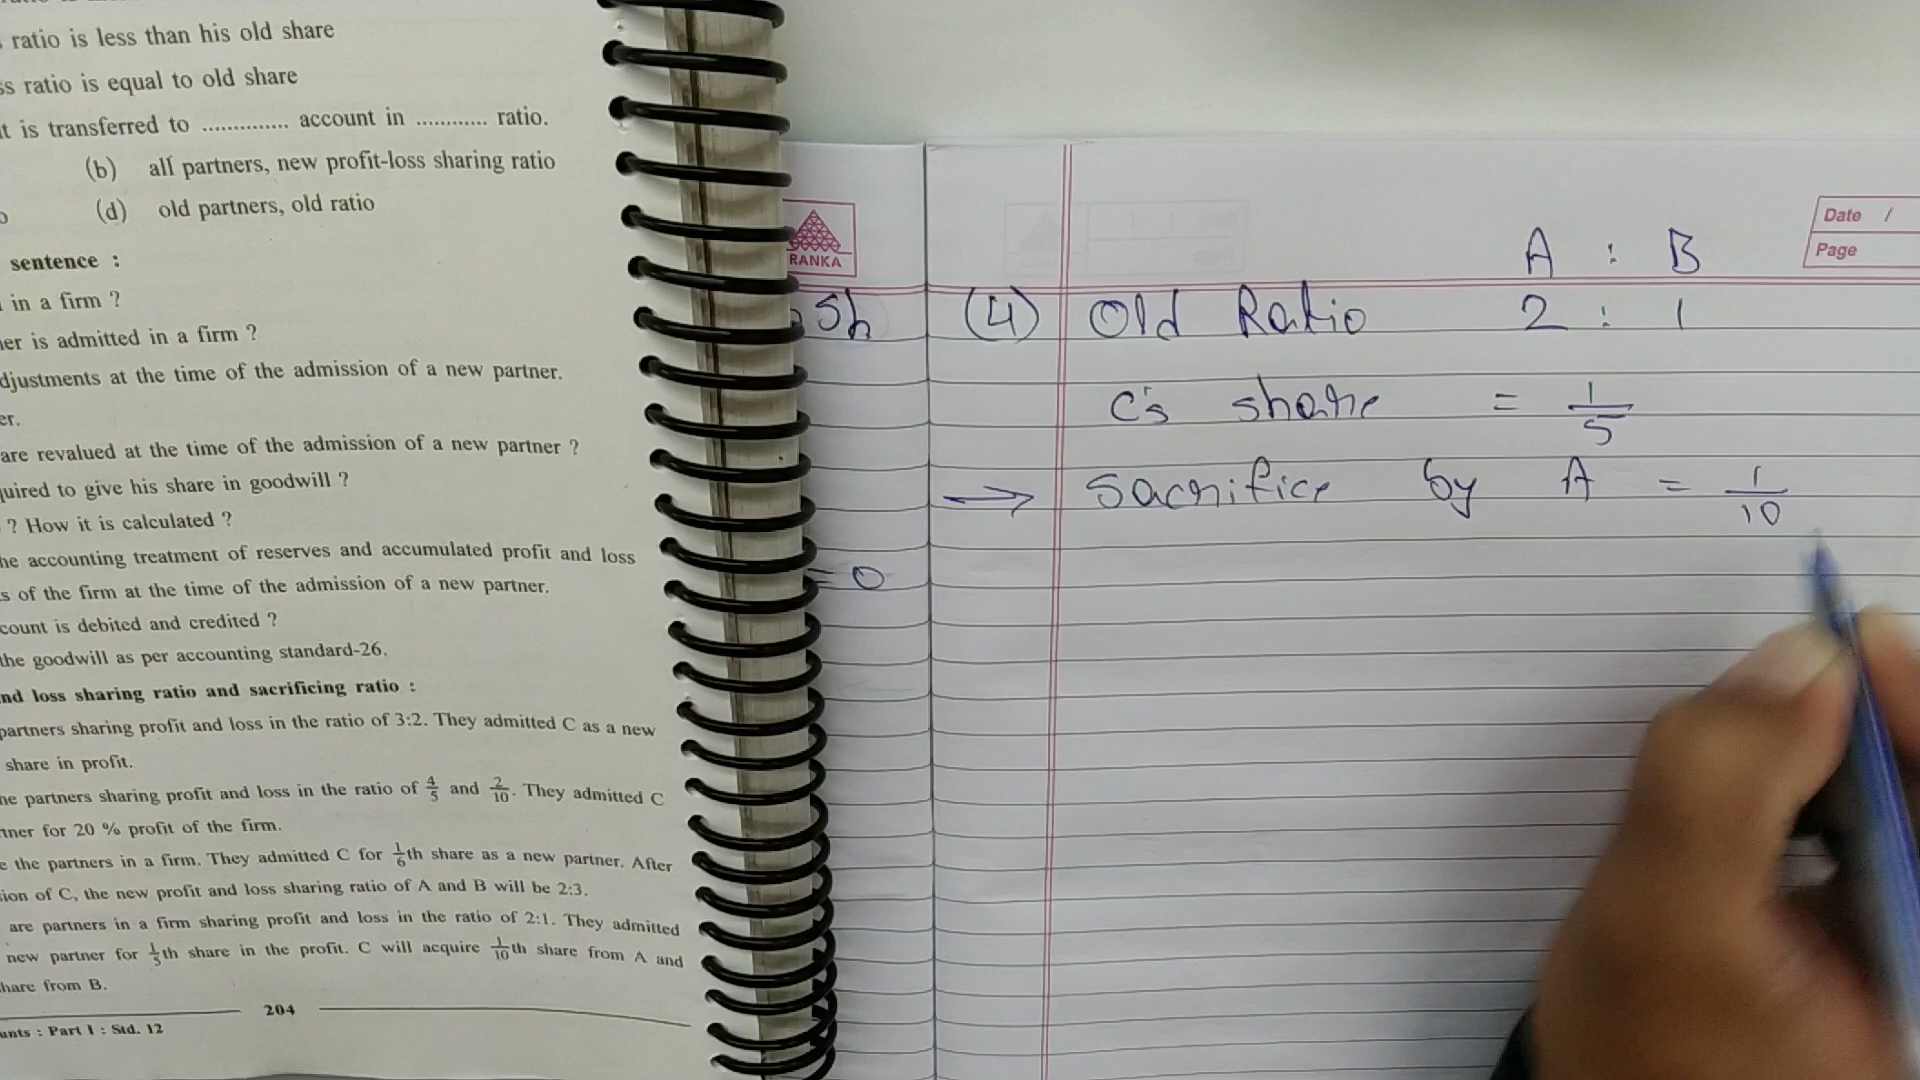 ratio is less than his old share
ss ratio is equal to old share
t is transferred to .............. account in ............ ratio.
(b) all partners, new profit-loss sharing ratio
(d) old partners, old ratio
sentence :
in a firm ?
ner is admitted in a firm ?
djustments at the time of the admission of a new partner.
er.
are revalued at the time of the admission of a new partner ?
quired to give his share in goodwill ?
? How it is calculated ?
he accounting treatment of reserves and accumulated profit and loss
s of the firm at the time of the admission of a new partner.
count is debited and credited ?
the goodwill as per accounting standard-26.
nd loss sharing ratio and sacrificing ratio :
partners sharing profit and loss in the ratio of 3:2. They admitted C as a new
share in profit.
he partners sharing profit and loss in the ratio of 4/5 and 2/10. They admitted C
tner for 20 % profit of the firm.
e the partners in a firm. They admitted C for 1/6th share as a new partner. After
ion of C, the new profit and loss sharing ratio of A and B will be 2:3.
are partners in a firm sharing profit and loss in the ratio of 2:1. They admitted
new partner for 1/5th share in the profit. C will acquire 1/10th share from A and
hare from B.
204
unts : Part 1 : Std. 12
RANKA
Sh
= 0
Date /
Page
A : B
(4) Old Ratio 2 : 1
C's share = 1/5
→ Sacrifice by A = 1/10